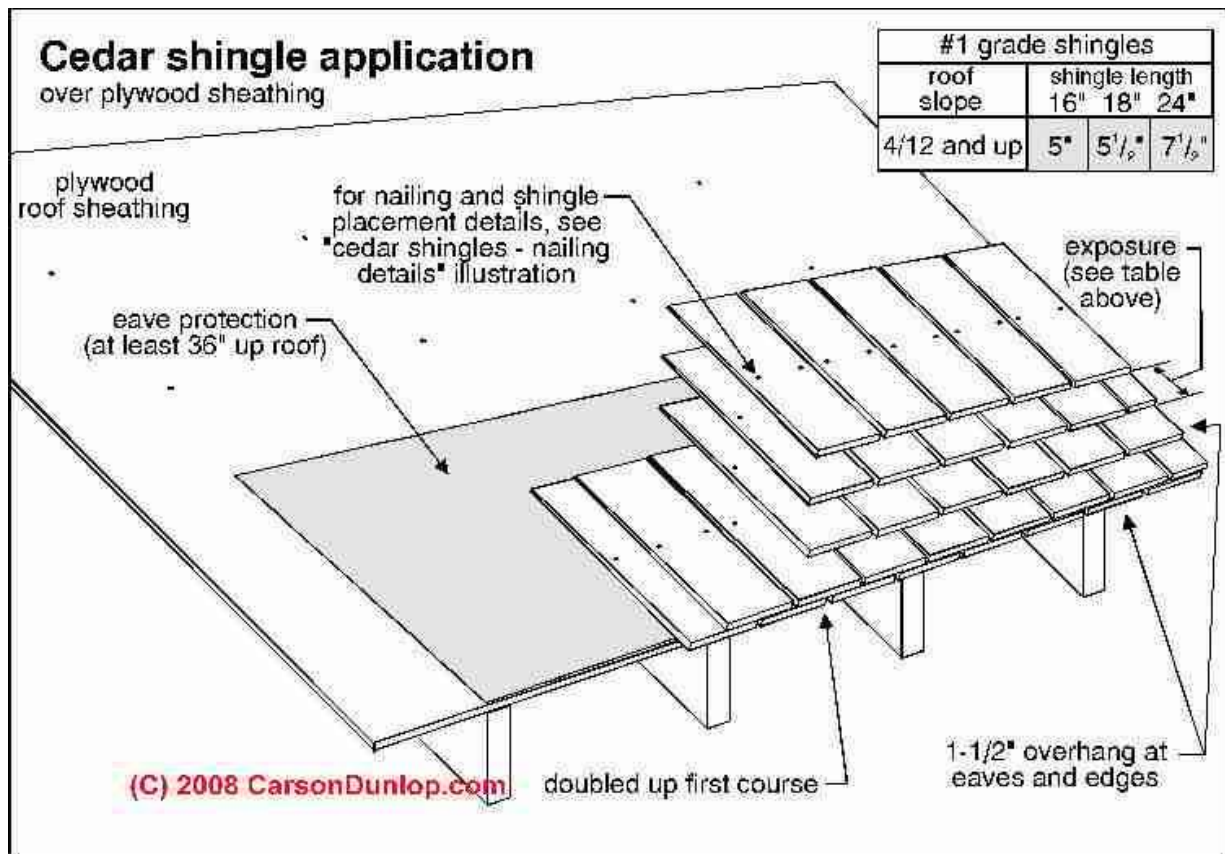 Cedar shingle application
over plywood sheathing
#1 grade shingles
roof slope
shingle length
16" 18" 24"
4/12 and up 5" 5 1/2" 7 1/2"
plywood
roof sheathing
for nailing and shingle
placement details, see
"cedar shingles - nailing
details" illustration
exposure
(see table
above)
eave protection
(at least 36" up roof)
1-1/2" overhang at
eaves and edges
doubled up first course
(C) 2008 CarsonDunlop.com